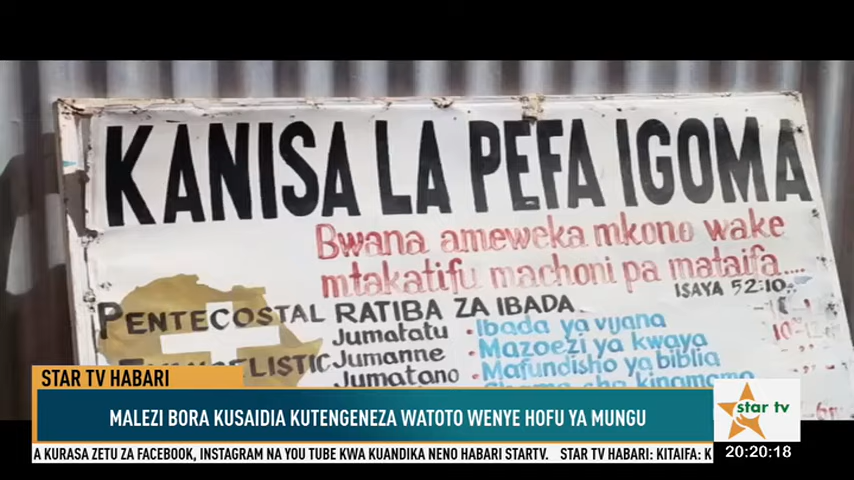 KANISA LA PEFA IGOMA
Bwana ameweka mkono wake
mtakatifu machoni pa mataifa....
ISAYA 52:10..
PENTECOSTAL RATIBA ZA IBADA
Jumatatu • Ibada ya vijana
Jumanne • Mazoezi ya kwaya
Jumatano • Mafundisho ya biblia
STAR TV HABARI
MALEZI BORA KUSAIDIA KUTENGENEZA WATOTO WENYE HOFU YA MUNGU
star tv
A KURASA ZETU ZA FACEBOOK, INSTAGRAM NA YOU TUBE KWA KUANDIKA NENO HABARI STARTV. STAR TV HABARI: KITAIFA: K
20:20:18